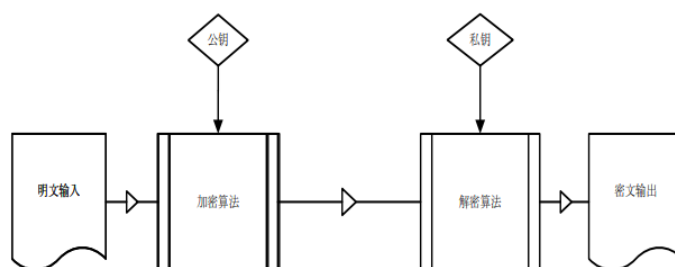 公钥
私钥
明文输入
加密算法
解密算法
密文输出